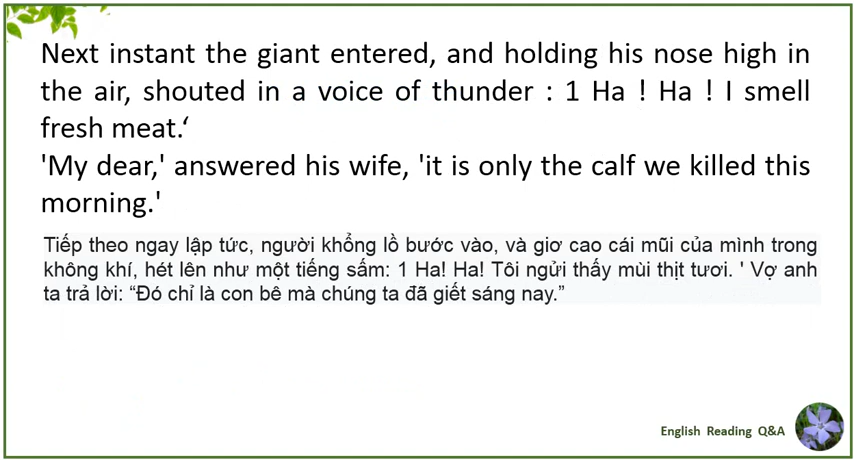 Next instant the giant entered, and holding his nose high in
the air, shouted in a voice of thunder : 1 Ha ! Ha ! I smell
fresh meat.‘
'My dear,' answered his wife, 'it is only the calf we killed this
morning.'
Tiếp theo ngay lập tức, người khổng lồ bước vào, và giơ cao cái mũi của mình trong
không khí, hét lên như một tiếng sấm: 1 Ha! Ha! Tôi ngửi thấy mùi thịt tươi. ' Vợ anh
ta trả lời: “Đó chỉ là con bê mà chúng ta đã giết sáng nay.”
English Reading Q&A